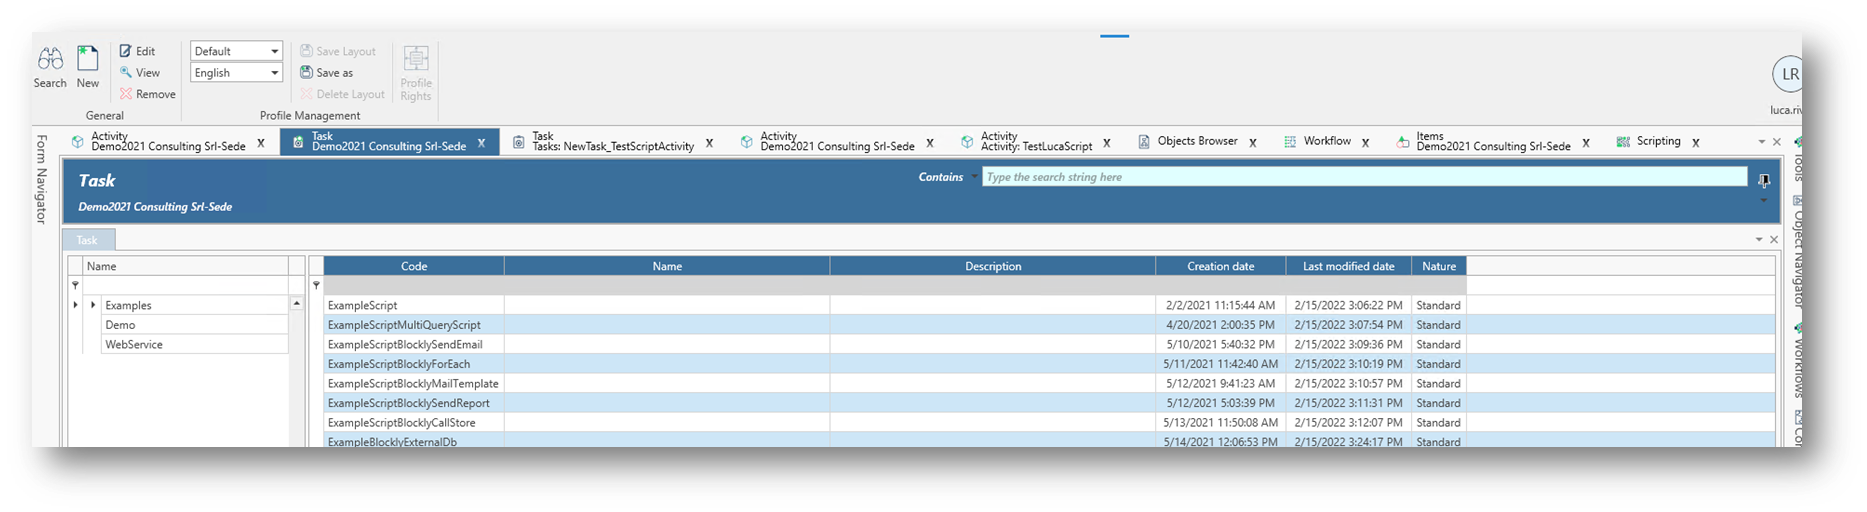 Search
New
Edit
View
Remove
General
Default
English
Save Layout
Save as
Delete Layout
Profile Management
Profile
Rights
LR
luca.riv
Form Navigator
Activity
Demo2021 Consulting Srl-Sede X
Task
Demo2021 Consulting Srl-Sede X
Task
Tasks: NewTask_TestScriptActivity X
Activity
Demo2021 Consulting Srl-Sede X
Activity
Activity: TestLucaScript X
Objects Browser X
Workflow X
Items
Demo2021 Consulting Srl-Sede X
Scripting X
Task
Demo2021 Consulting Srl-Sede
Contains Type the search string here
Tools
Object Navigator
Workflows
Task
Name
Examples
Demo
WebService
Code Name Description Creation date Last modified date Nature
ExampleScript 2/2/2021 11:15:44 AM 2/15/2022 3:06:22 PM Standard
ExampleScriptMultiQueryScript 4/20/2021 2:00:35 PM 2/15/2022 3:07:54 PM Standard
ExampleScriptBlocklySendEmail 5/10/2021 5:40:32 PM 2/15/2022 3:09:36 PM Standard
ExampleScriptBlocklyForEach 5/11/2021 11:42:40 AM 2/15/2022 3:10:19 PM Standard
ExampleScriptBlocklyMailTemplate 5/12/2021 9:41:23 AM 2/15/2022 3:10:57 PM Standard
ExampleScriptBlocklySendReport 5/12/2021 5:03:39 PM 2/15/2022 3:11:31 PM Standard
ExampleScriptBlocklyCallStore 5/13/2021 11:50:08 AM 2/15/2022 3:12:07 PM Standard
ExampleBlocklyExternalDb 5/14/2021 12:06:53 PM 2/15/2022 3:24:17 PM Standard